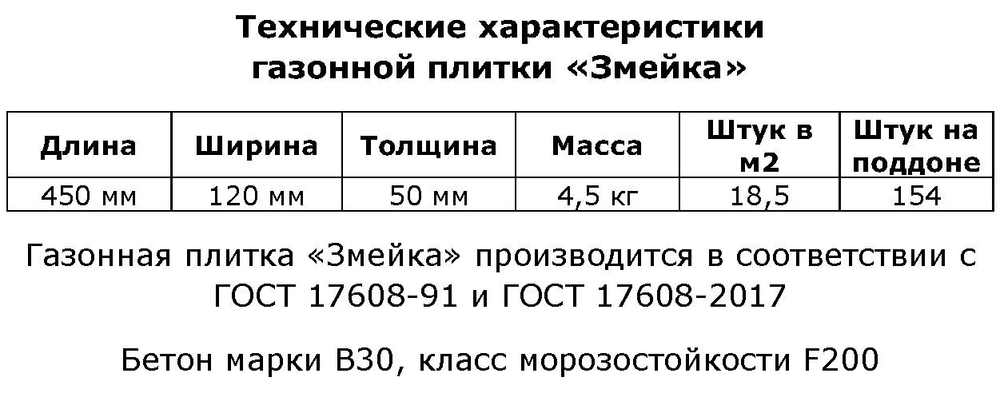 Технические характеристики
газонной плитки «Змейка»
Длина Ширина Толщина Масса Штук в м2 Штук на поддоне
450 мм 120 мм 50 мм 4,5 кг 18,5 154
Газонная плитка «Змейка» производится в соответствии с
ГОСТ 17608-91 и ГОСТ 17608-2017
Бетон марки В30, класс морозостойкости F200